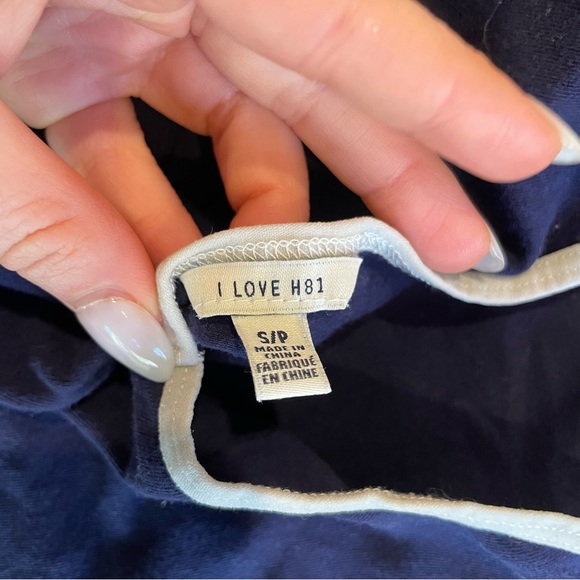 I LOVE H81
S/P
MADE IN
CHINA
FABRIQUÉ
EN CHINE